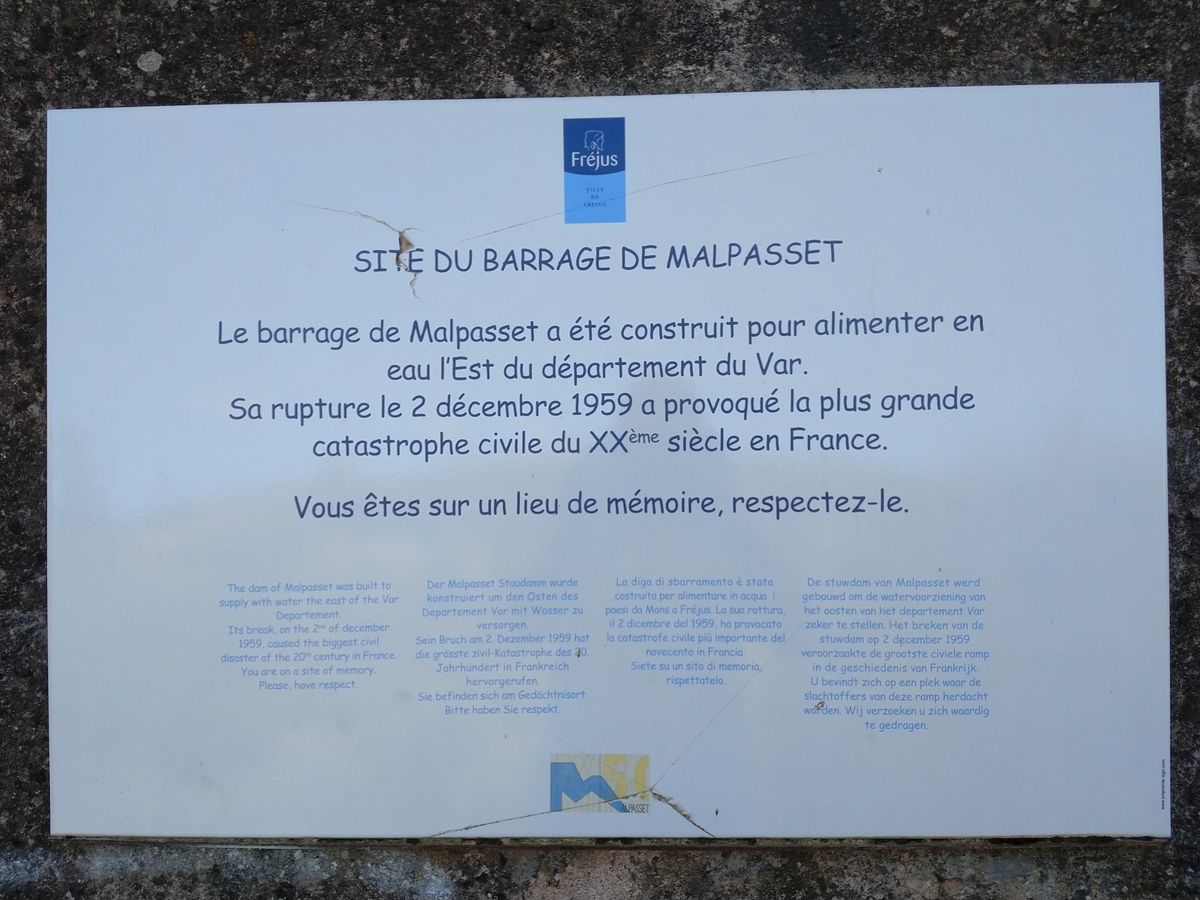 Fréjus
VILLE
DE
FRÉJUS
SITE DU BARRAGE DE MALPASSET
Le barrage de Malpasset a été construit pour alimenter en
eau l'Est du département du Var.
Sa rupture le 2 décembre 1959 a provoqué la plus grande
catastrophe civile du XXème siècle en France.
Vous êtes sur un lieu de mémoire, respectez-le.
The dam of Malpasset was built to
supply with water the east of the Var
Departement.
Its break, on the 2nd of december
1959, caused the biggest civil
disaster of the 20th century in France.
You are on a site of memory.
Please, have respect.
Der Malpasset Staudamm wurde
konstruiert um den Osten des
Departement Var mit Wasser zu
versorgen.
Sein Bruch am 2. Dezember 1959 hat
die grösste zivil-Katastrophe des 20.
Jahrhundert in Frankreich
hervorgerufen.
Sie befinden sich am Gedächtnisort.
Bitte haben Sie respekt.
La diga di sbarramento è stata
costruita per alimentare in acqua i
paesi da Mons a Fréjus. La sua rottura,
il 2 dicembre del 1959, ha provocato
la catastrofe civile più importante del
novecento in Francia.
Siete su un sito di memoria,
rispettatelo.
De stuwdam van Malpasset werd
gebouwd om de watervoorziening van
het oosten van het departement Var
zeker te stellen. Het breken van de
stuwdam op 2 december 1959
veroorzaakte de grootste civiele ramp
in de geschiedenis van Frankrijk.
U bevindt zich op een plek waar de
slachtoffers van deze ramp herdacht
worden. Wij verzoeken u zich waardig
te gedragen.
M50
MALPASSET